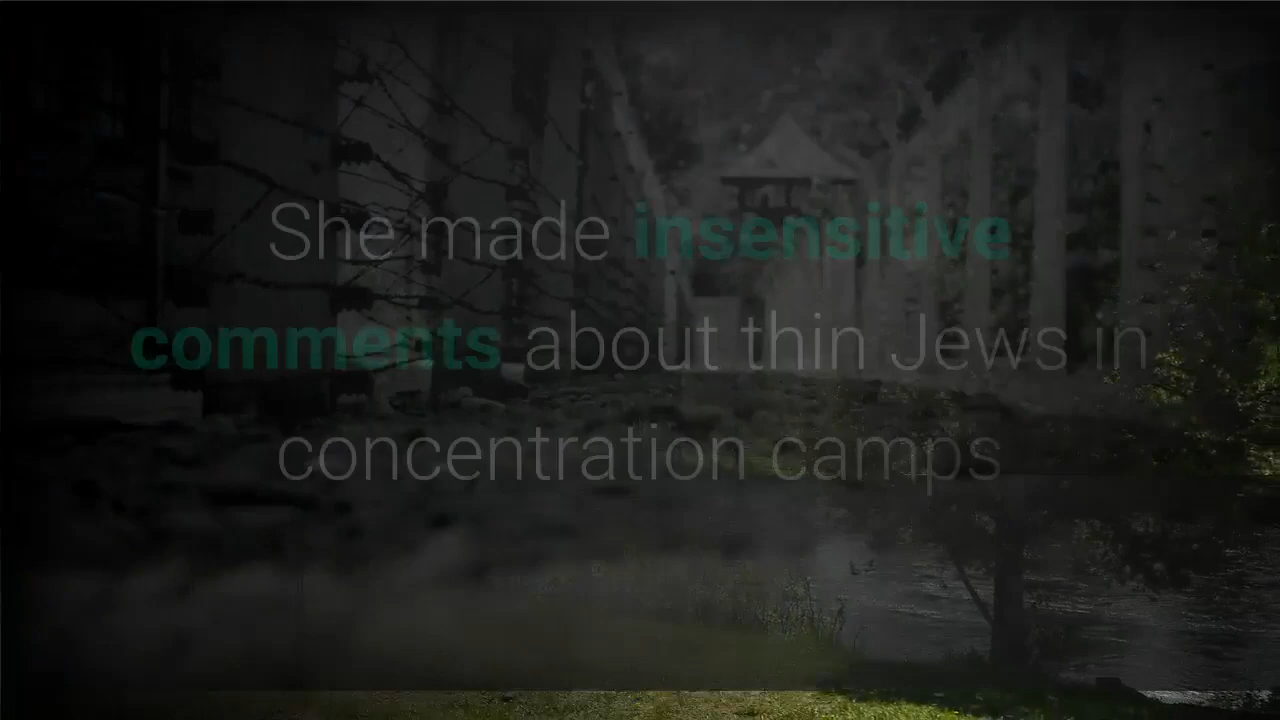 She made insensitive
comments about thin Jews in
concentration camps